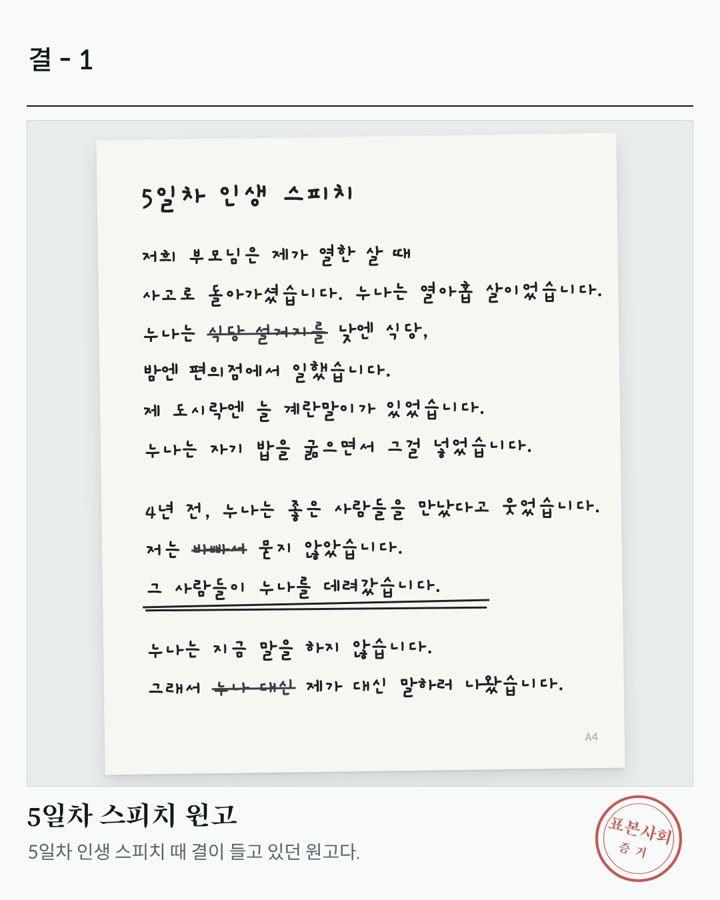 결 - 1
5일차 인생 스피치
저희 부모님은 제가 열한 살 때
사고로 돌아가셨습니다. 누나는 열아홉 살이었습니다.
누나는 식당 설거지를 낮엔 식당,
밤엔 편의점에서 일했습니다.
제 도시락엔 늘 계란말이가 있었습니다.
누나는 자기 밥을 굶으면서 그걸 넣었습니다.
4년 전, 누나는 좋은 사람들을 만났다고 웃었습니다.
저는 바빠서 묻지 않았습니다.
그 사람들이 누나를 데려갔습니다.
누나는 지금 말을 하지 않습니다.
그래서 누나 대신 제가 대신 말하러 나왔습니다.
A4
5일차 스피치 원고
5일차 인생 스피치 때 결이 들고 있던 원고다.
표본사회
증거